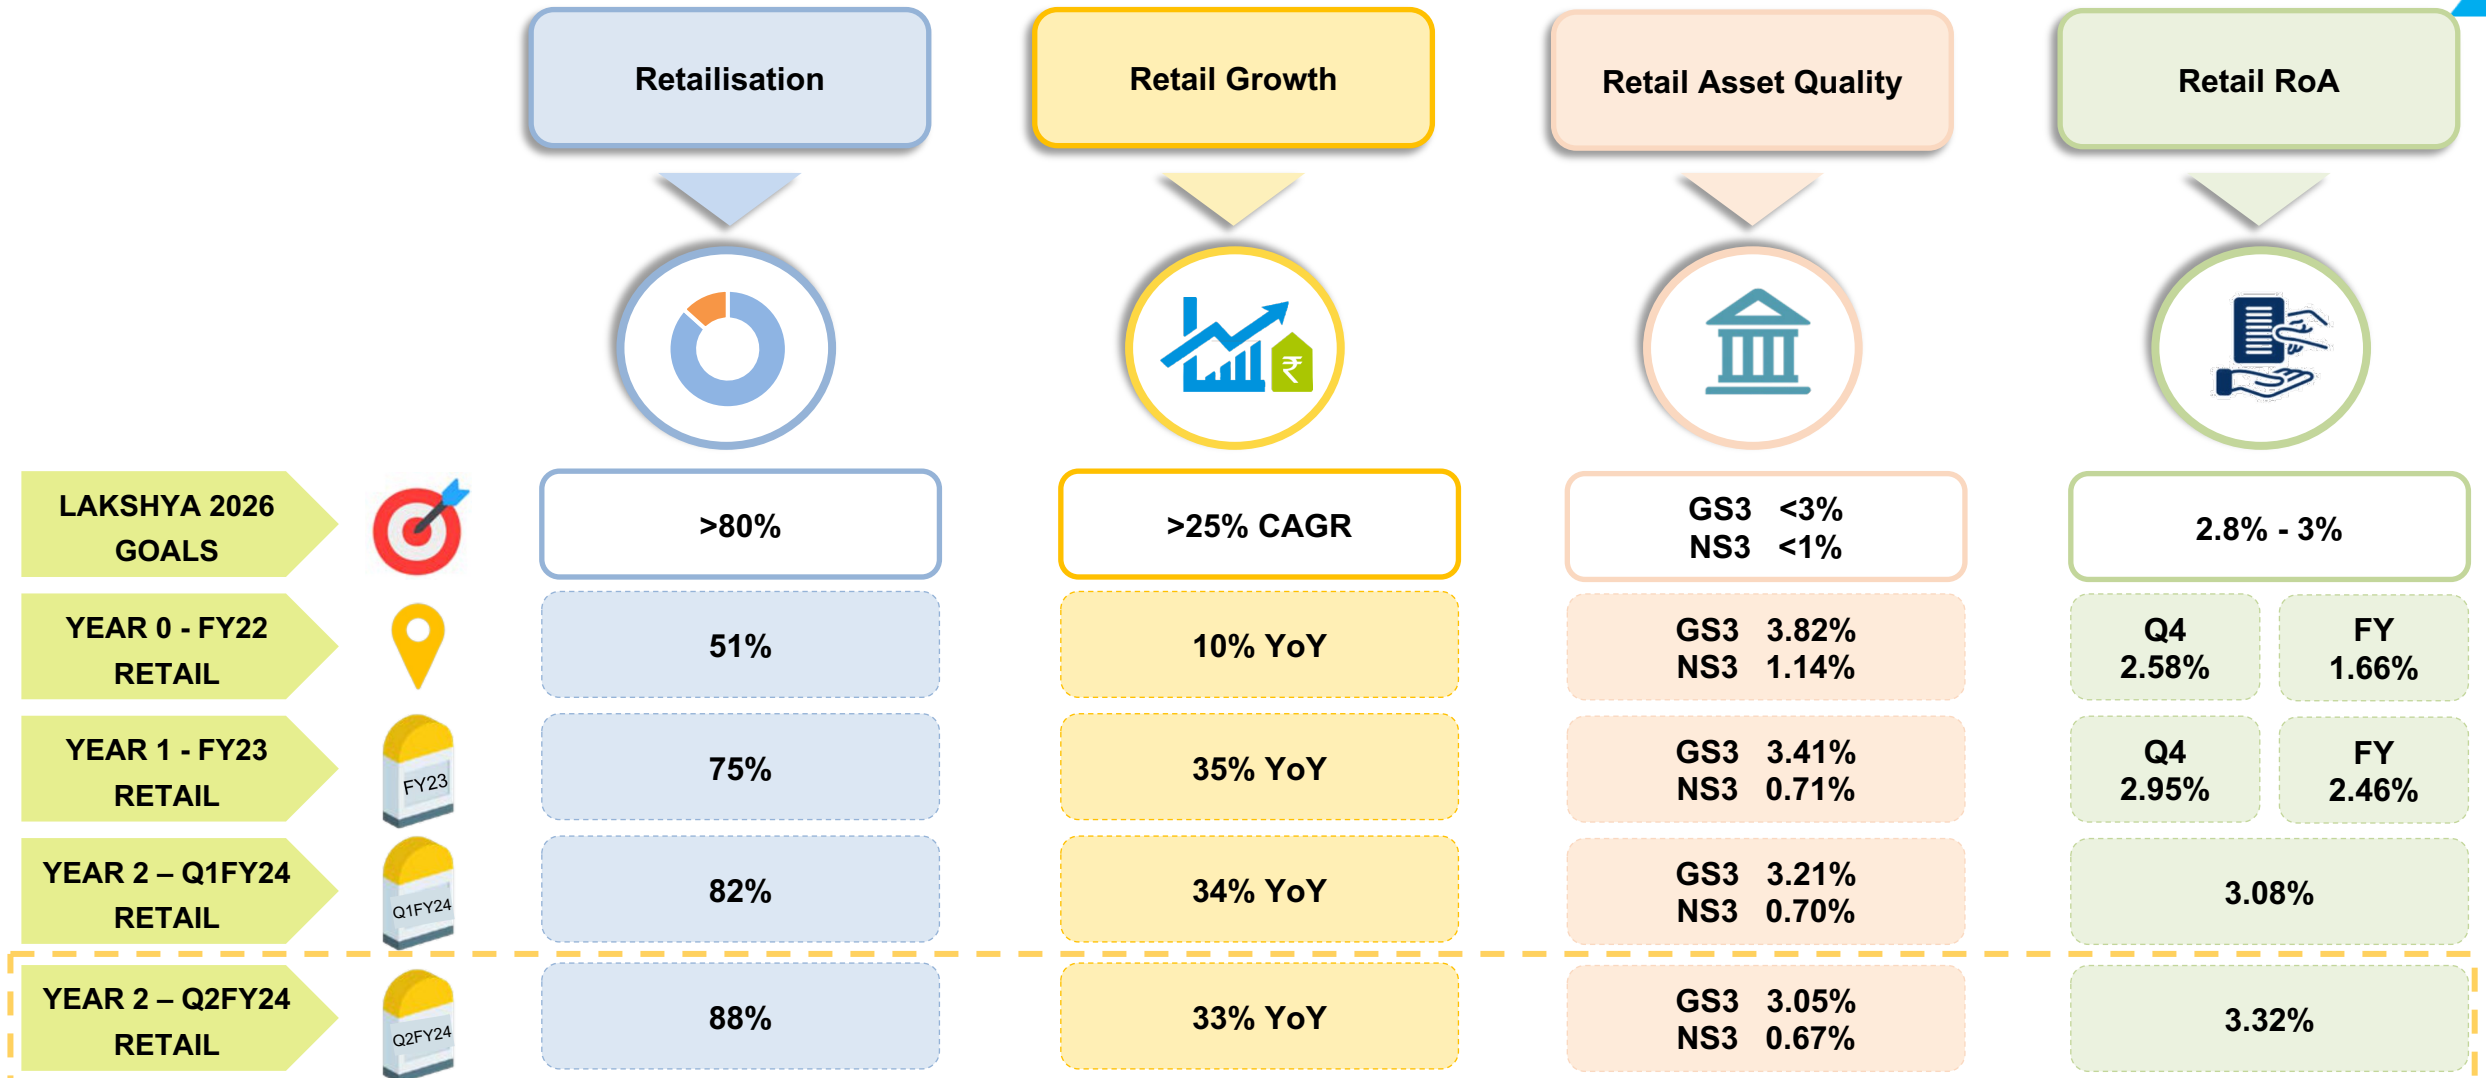 Retailisation
Retail Growth
Retail Asset Quality
Retail RoA
₹
LAKSHYA 2026
GOALS
>80%
>25% CAGR
GS3 <3%
NS3 <1%
2.8% - 3%
YEAR 0 - FY22
RETAIL
51%
10% YoY
GS3 3.82%
NS3 1.14%
Q4
2.58%
FY
1.66%
YEAR 1 - FY23
RETAIL
FY23
75%
35% YoY
GS3 3.41%
NS3 0.71%
Q4
2.95%
FY
2.46%
YEAR 2 – Q1FY24
RETAIL
Q1FY24
82%
34% YoY
GS3 3.21%
NS3 0.70%
3.08%
YEAR 2 – Q2FY24
RETAIL
Q2FY24
88%
33% YoY
GS3 3.05%
NS3 0.67%
3.32%